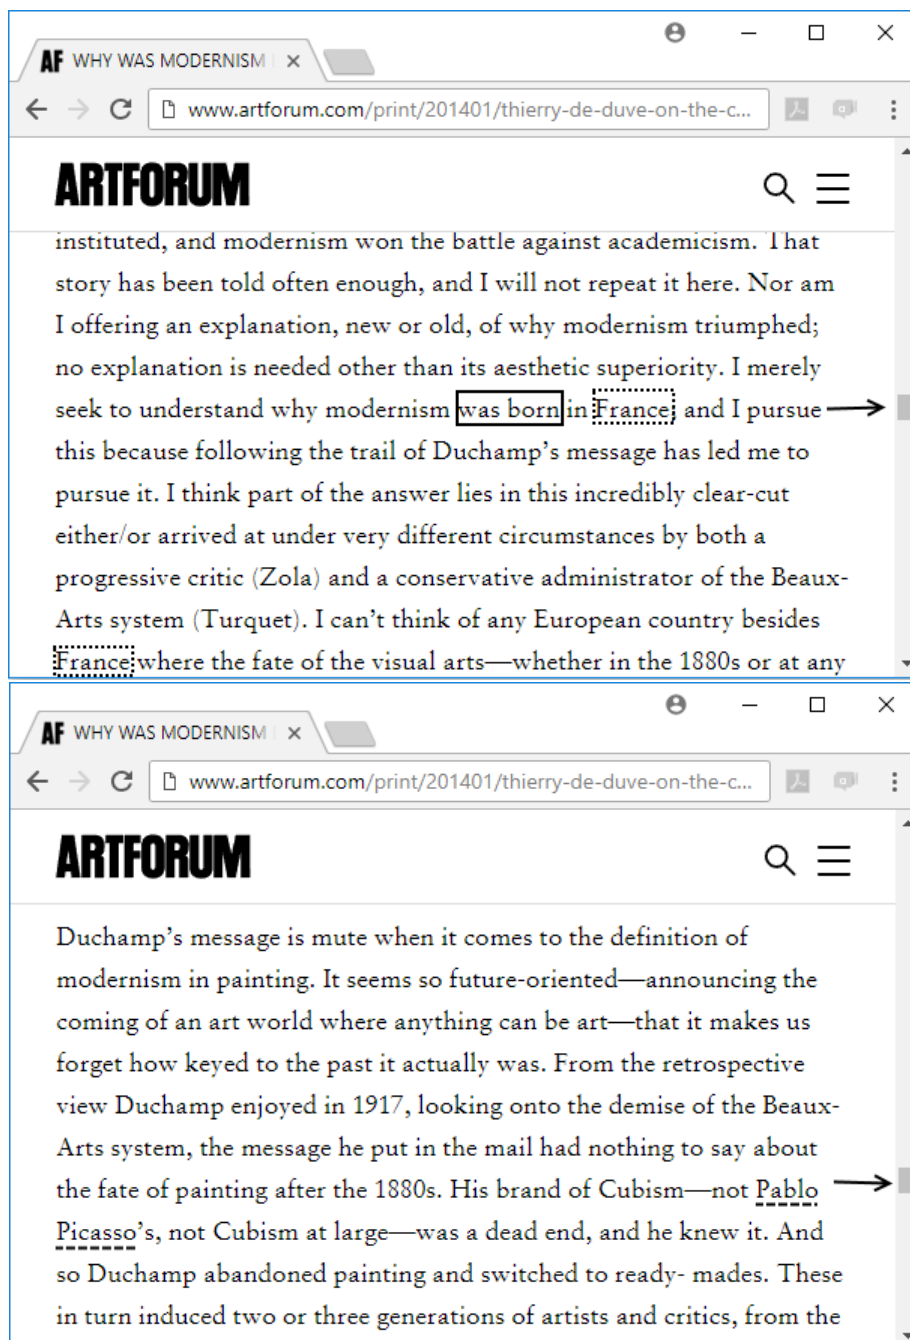 AF WHY WAS MODERNISM
www.artforum.com/print/201401/thierry-de-duve-on-the-c...
ARTFORUM
instituted, and modernism won the battle against academicism. That
story has been told often enough, and I will not repeat it here. Nor am
I offering an explanation, new or old, of why modernism triumphed;
no explanation is needed other than its aesthetic superiority. I merely
seek to understand why modernism was born in France, and I pursue
this because following the trail of Duchamp's message has led me to
pursue it. I think part of the answer lies in this incredibly clear-cut
either/or arrived at under very different circumstances by both a
progressive critic (Zola) and a conservative administrator of the Beaux-
Arts system (Turquet). I can't think of any European country besides
France where the fate of the visual arts—whether in the 1880s or at any
AF WHY WAS MODERNISM
www.artforum.com/print/201401/thierry-de-duve-on-the-c...
ARTFORUM
Duchamp's message is mute when it comes to the definition of
modernism in painting. It seems so future-oriented—announcing the
coming of an art world where anything can be art—that it makes us
forget how keyed to the past it actually was. From the retrospective
view Duchamp enjoyed in 1917, looking onto the demise of the Beaux-
Arts system, the message he put in the mail had nothing to say about
the fate of painting after the 1880s. His brand of Cubism—not Pablo
Picasso's, not Cubism at large—was a dead end, and he knew it. And
so Duchamp abandoned painting and switched to ready- mades. These
in turn induced two or three generations of artists and critics, from the